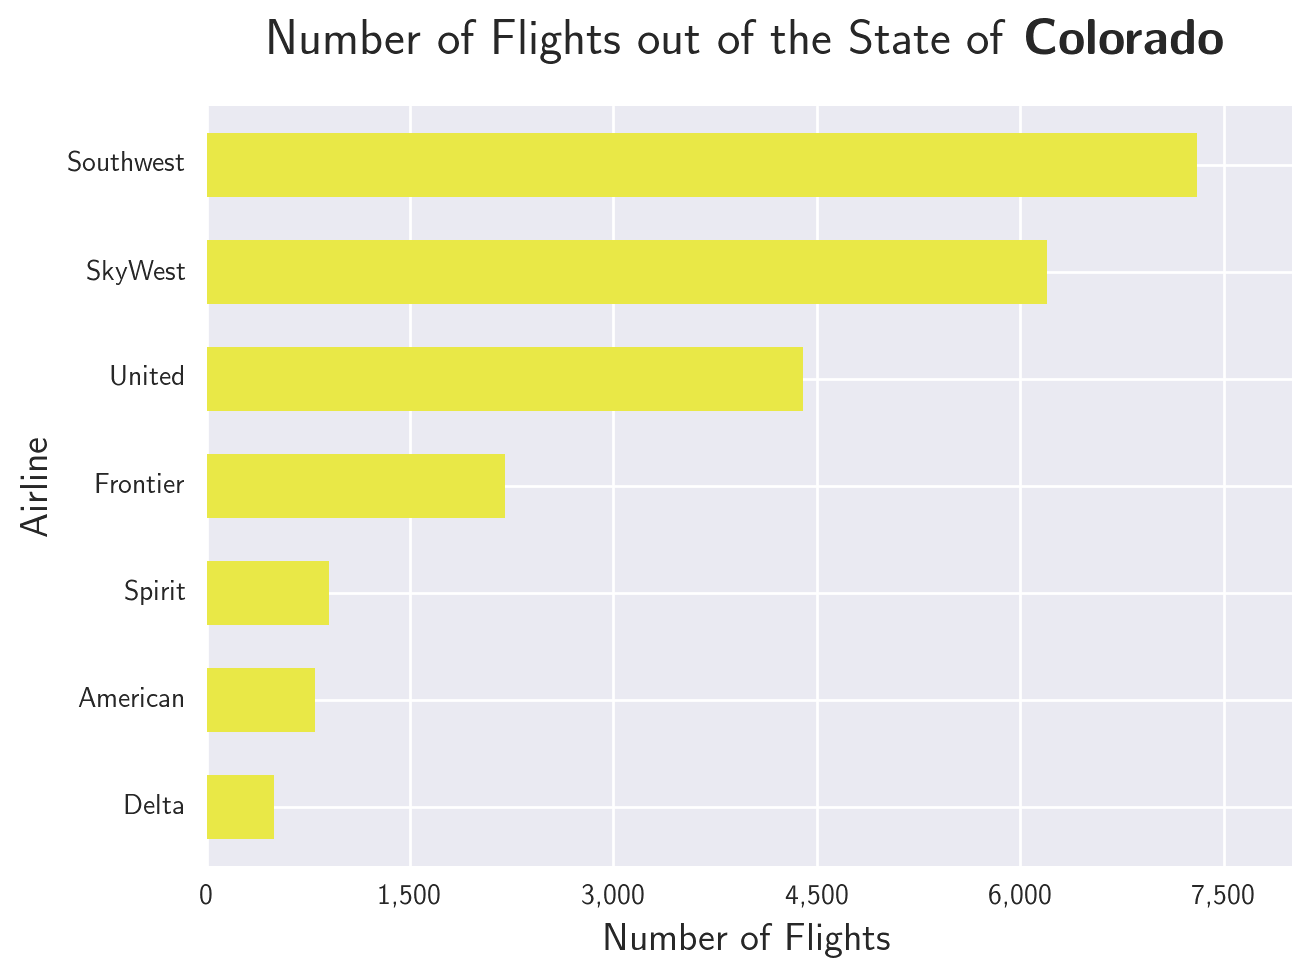 Number of Flights out of the State of Colorado
Southwest
SkyWest
United
Frontier
Spirit
American
Delta
Airline
0 1,500 3,000 4,500 6,000 7,500
Number of Flights